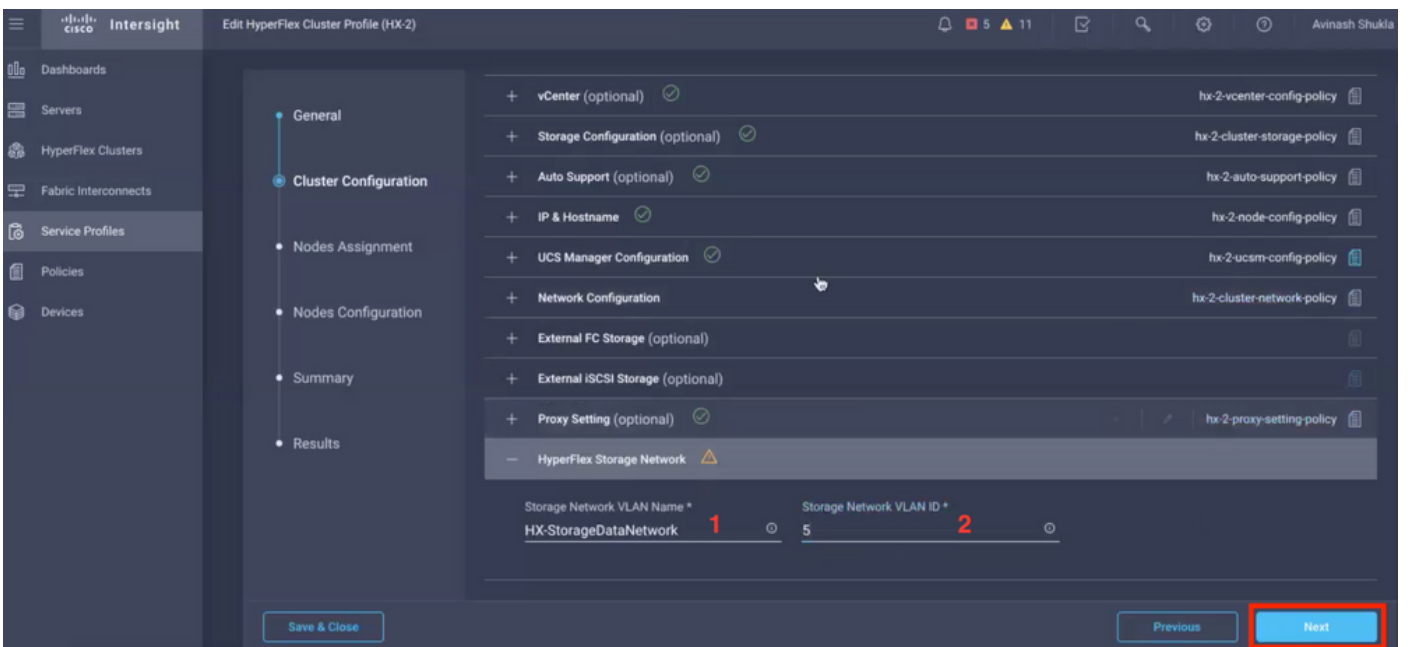 cisco Intersight
Edit HyperFlex Cluster Profile (HX-2)
5
11
Avinash Shukla
Dashboards
Servers
HyperFlex Clusters
Fabric Interconnects
Service Profiles
Policies
Devices
General
Cluster Configuration
Nodes Assignment
Nodes Configuration
Summary
Results
+ vCenter (optional) hx-2-vcenter-config-policy
+ Storage Configuration (optional) hx-2-cluster-storage-policy
+ Auto Support (optional) hx-2-auto-support-policy
+ IP & Hostname hx-2-node-config-policy
+ UCS Manager Configuration hx-2-ucsm-config-policy
+ Network Configuration hx-2-cluster-network-policy
+ External FC Storage (optional)
+ External iSCSI Storage (optional)
+ Proxy Setting (optional) hx-2-proxy-setting-policy
− HyperFlex Storage Network
Storage Network VLAN Name * Storage Network VLAN ID *
HX-StorageDataNetwork 1 5 2
Save & Close Previous Next